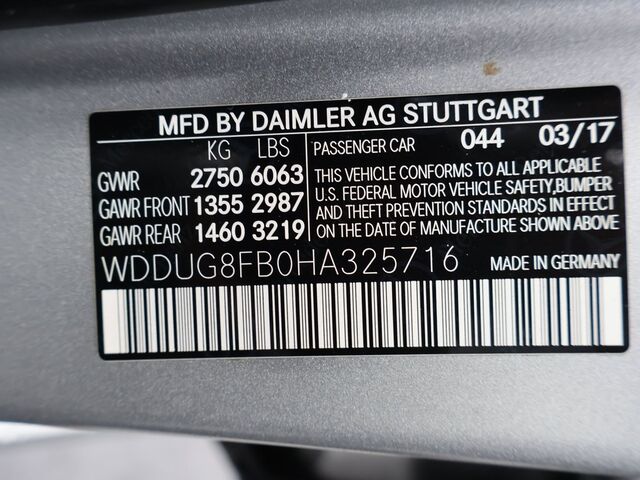 MFD BY DAIMLER AG STUTTGART
KG LBS
GVWR 2750 6063
GAWR FRONT 1355 2987
GAWR REAR 1460 3219
PASSENGER CAR 044 03/17
THIS VEHICLE CONFORMS TO ALL APPLICABLE
U.S. FEDERAL MOTOR VEHICLE SAFETY,BUMPER
AND THEFT PREVENTION STANDARDS IN EFFECT
ON DATE OF MANUFACTURE SHOWN ABOVE
WDDUG8FB0HA325716 MADE IN GERMANY